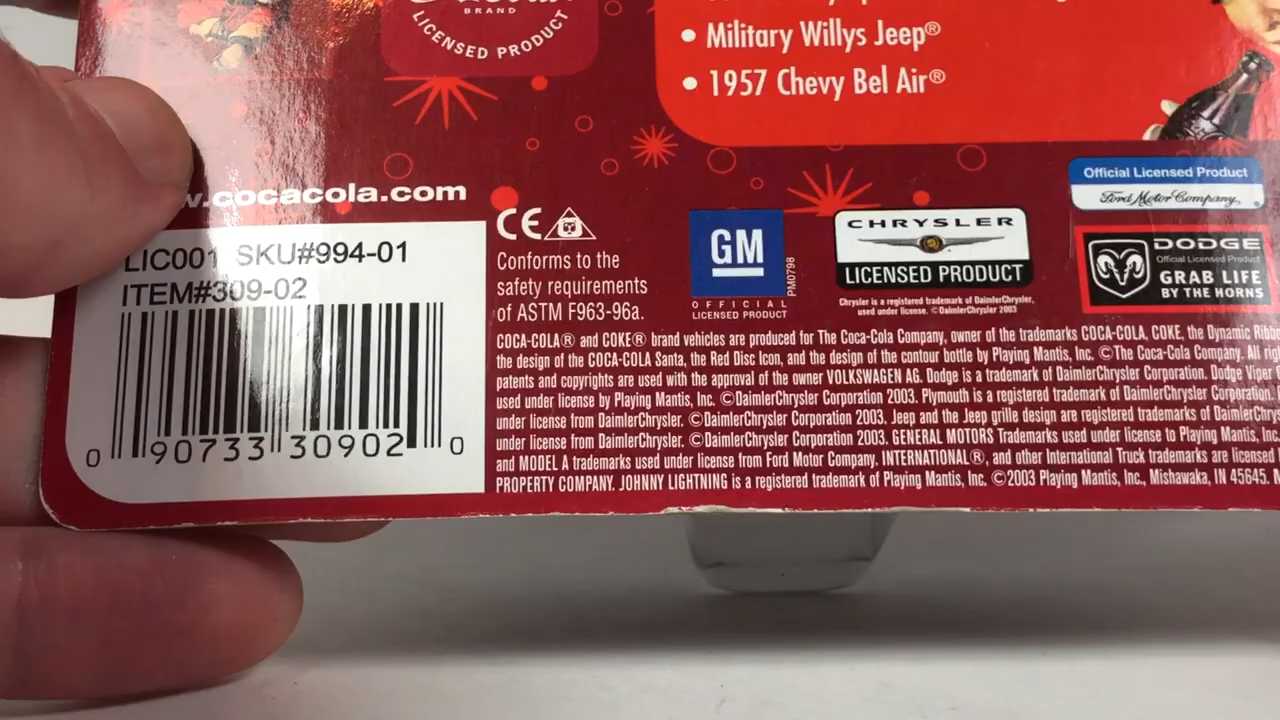 BRAND
LICENSED PRODUCT
• Military Willys Jeep®
• 1957 Chevy Bel Air®
.cocacola.com
LIC001 SKU#994-01
ITEM#309-02
0 90733 30902 0
CE
Conforms to the
safety requirements
of ASTM F963-96a.
GM
OFFICIAL
LICENSED PRODUCT
PM0798
CHRYSLER
LICENSED PRODUCT
Chrysler is a registered trademark of DaimlerChrysler,
used under license. ©DaimlerChrysler 2003
Official Licensed Product
Ford Motor Company
DODGE
Official Licensed Product
GRAB LIFE
BY THE HORNS
COCA-COLA® and COKE® brand vehicles are produced for The Coca-Cola Company, owner of the trademarks COCA-COLA, COKE, the Dynamic Ribb
the design of the COCA-COLA Santa, the Red Disc Icon, and the design of the contour bottle by Playing Mantis, Inc. ©The Coca-Cola Company. All rig
patents and copyrights are used with the approval of the owner VOLKSWAGEN AG. Dodge is a trademark of DaimlerChrysler Corporation. Dodge Viper
used under license by Playing Mantis, Inc. ©DaimlerChrysler Corporation 2003. Plymouth is a registered trademark of DaimlerChrysler Corporation.
under license from DaimlerChrysler. ©DaimlerChrysler Corporation 2003. Jeep and the Jeep grille design are registered trademarks of DaimlerChry
under license from DaimlerChrysler. ©DaimlerChrysler Corporation 2003. GENERAL MOTORS Trademarks used under license to Playing Mantis, Inc.
and MODEL A trademarks used under license from Ford Motor Company. INTERNATIONAL®, and other International Truck trademarks are licensed
PROPERTY COMPANY. JOHNNY LIGHTNING is a registered trademark of Playing Mantis, Inc. ©2003 Playing Mantis, Inc., Mishawaka, IN 45645.